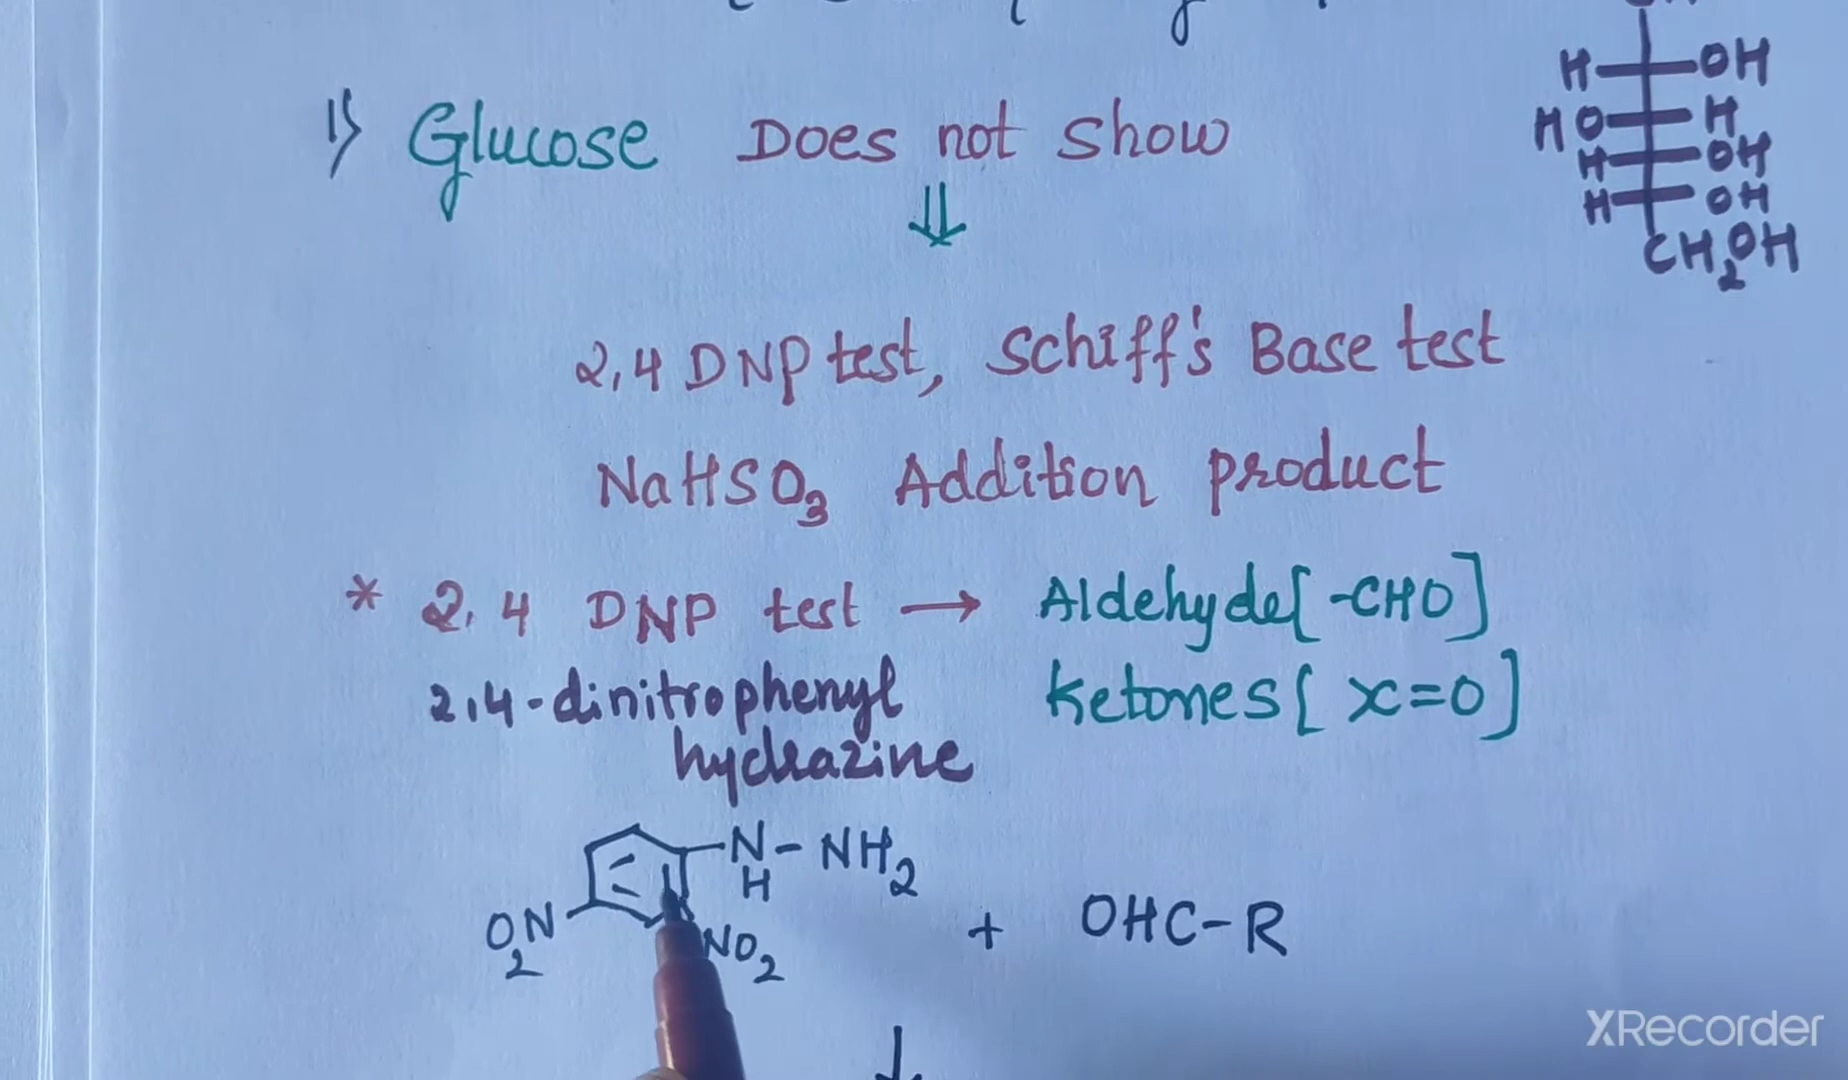 1) Glucose Does not show
⇓
2,4 DNP test, Schiff's Base test
NaHSO3 Addition product
* 2,4 DNP test → Aldehyde[-CHO]
2,4-dinitrophenyl Ketones[x=0]
hydrazine
N-NH2
H
O2N
NO2
+ OHC-R
H OH
HO H
H OH
H OH
CH2OH
XRecorder